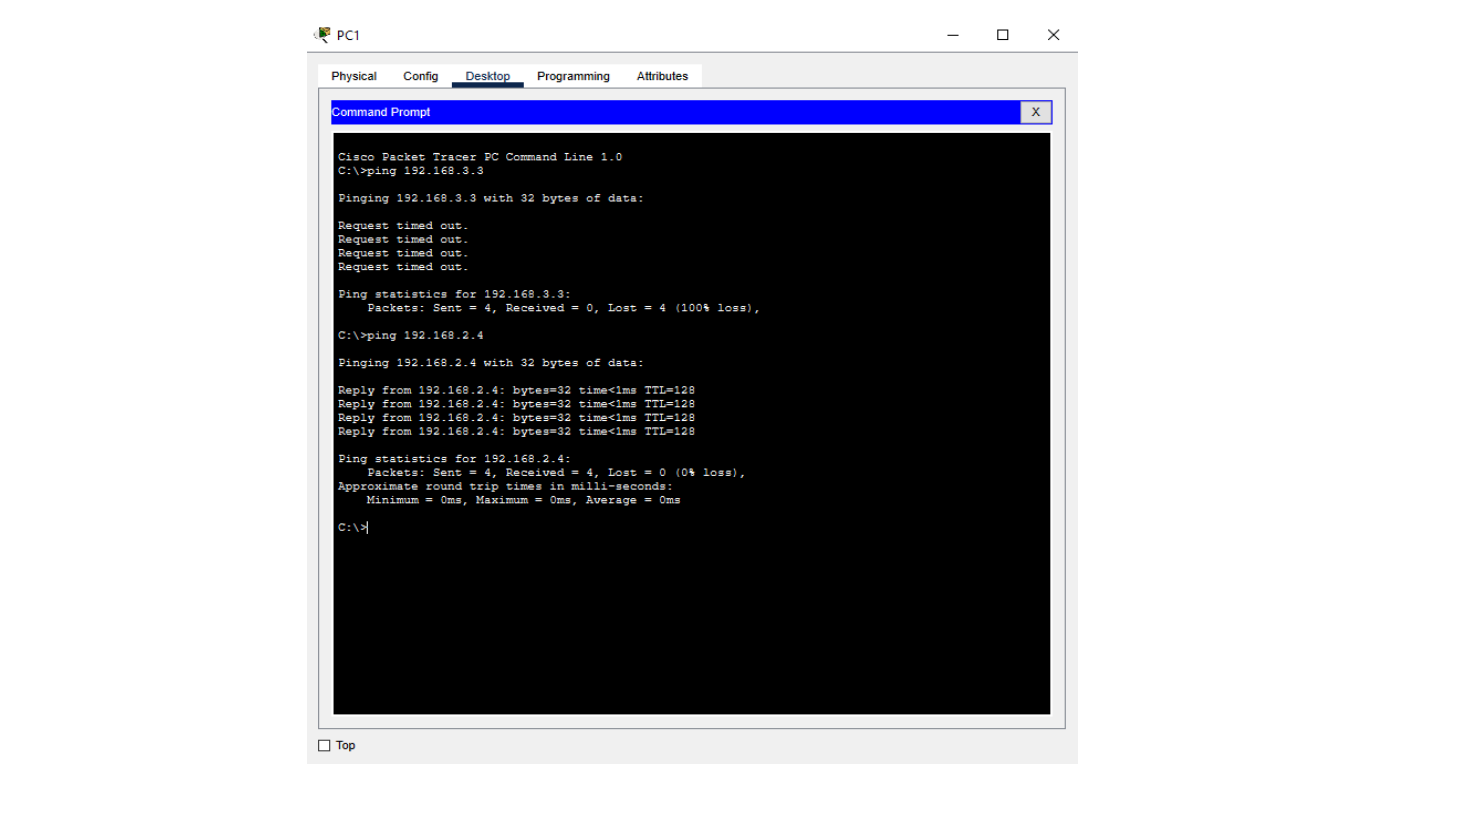 PC1
Physical Config Desktop Programming Attributes
Command Prompt X
Cisco Packet Tracer PC Command Line 1.0
C:\>ping 192.168.3.3
Pinging 192.168.3.3 with 32 bytes of data:
Request timed out.
Request timed out.
Request timed out.
Request timed out.
Ping statistics for 192.168.3.3:
    Packets: Sent = 4, Received = 0, Lost = 4 (100% loss),
C:\>ping 192.168.2.4
Pinging 192.168.2.4 with 32 bytes of data:
Reply from 192.168.2.4: bytes=32 time<1ms TTL=128
Reply from 192.168.2.4: bytes=32 time<1ms TTL=128
Reply from 192.168.2.4: bytes=32 time<1ms TTL=128
Reply from 192.168.2.4: bytes=32 time<1ms TTL=128
Ping statistics for 192.168.2.4:
    Packets: Sent = 4, Received = 4, Lost = 0 (0% loss),
Approximate round trip times in milli-seconds:
    Minimum = 0ms, Maximum = 0ms, Average = 0ms
C:\>
Top